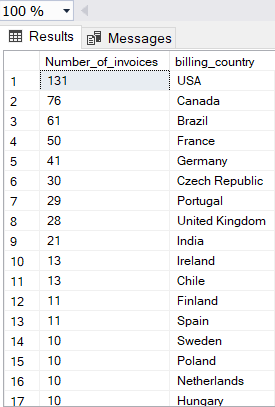 100 %
Results Messages
Number_of_invoices billing_country
1 131 USA
2 76 Canada
3 61 Brazil
4 50 France
5 41 Germany
6 30 Czech Republic
7 29 Portugal
8 28 United Kingdom
9 21 India
10 13 Ireland
11 13 Chile
12 11 Finland
13 11 Spain
14 10 Sweden
15 10 Poland
16 10 Netherlands
17 10 Hungary